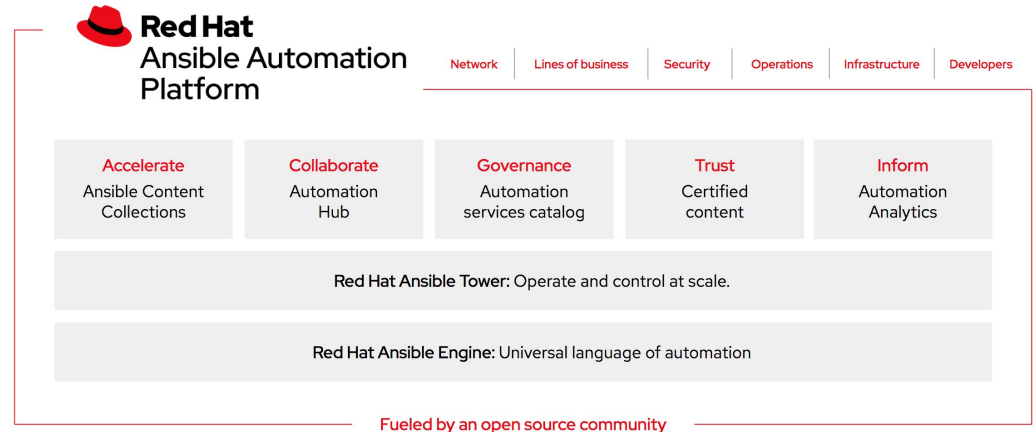 Red Hat
Ansible Automation
Platform
Network
Lines of business
Security
Operations
Infrastructure
Developers
Accelerate
Ansible Content
Collections
Collaborate
Automation
Hub
Governance
Automation
services catalog
Trust
Certified
content
Inform
Automation
Analytics
Red Hat Ansible Tower: Operate and control at scale.
Red Hat Ansible Engine: Universal language of automation
Fueled by an open source community